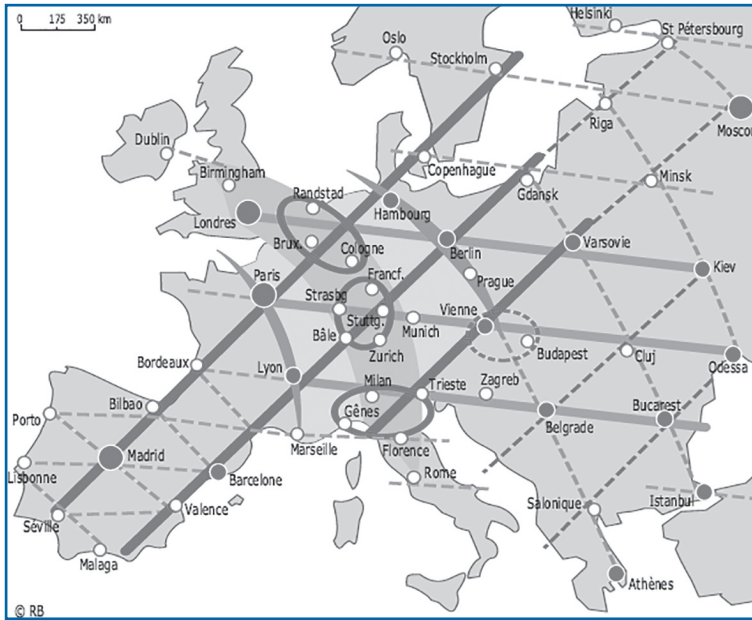 0 175 350 km
Helsinki
St Pétersbourg
Oslo
Stockholm
Moscou
Riga
Dublin
Birmingham
Copenhague
Minsk
Randstad
Gdansk
Londres
Hambourg
Brux.
Cologne
Berlin
Varsovie
Kiev
Paris
Francf.
Prague
Strasbg
Stuttg.
Vienne
Munich
Bâle
Zurich
Budapest
Cluj
Odessa
Bordeaux
Lyon
Milan
Trieste
Zagreb
Bilbao
Gênes
Belgrade
Bucarest
Porto
Marseille
Florence
Madrid
Lisbonne
Barcelone
Rome
Istanbul
Séville
Valence
Salonique
Malaga
Athènes
© RB